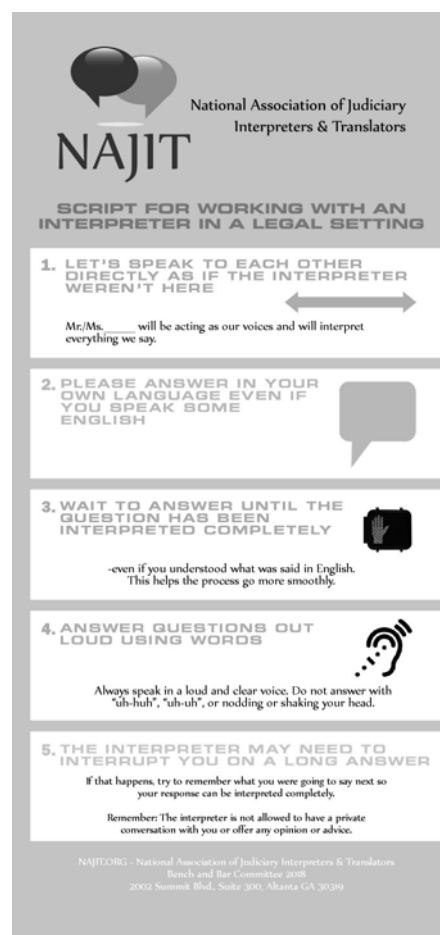 National Association of Judiciary
Interpreters & Translators
NAJIT
SCRIPT FOR WORKING WITH AN
INTERPRETER IN A LEGAL SETTING
1. LET'S SPEAK TO EACH OTHER
DIRECTLY AS IF THE INTERPRETER
WEREN'T HERE
Mr./Ms._____ will be acting as our voices and will interpret
everything we say.
2. PLEASE ANSWER IN YOUR
OWN LANGUAGE EVEN IF
YOU SPEAK SOME
ENGLISH
3. WAIT TO ANSWER UNTIL THE
QUESTION HAS BEEN
INTERPRETED COMPLETELY
-even if you understood what was said in English.
This helps the process go more smoothly.
4. ANSWER QUESTIONS OUT
LOUD USING WORDS
Always speak in a loud and clear voice. Do not answer with
"uh-huh", "uh-uh", or nodding or shaking your head.
5. THE INTERPRETER MAY NEED TO
INTERRUPT YOU ON A LONG ANSWER
If that happens, try to remember what you were going to say next so
your response can be interpreted completely.
Remember: The interpreter is not allowed to have a private
conversation with you or offer any opinion or advice.
NAJIT.ORG - National Association of Judiciary Interpreters & Translators
Bench and Bar Committee 2018
2002 Summit Blvd., Suite 300, Altanta GA 30319